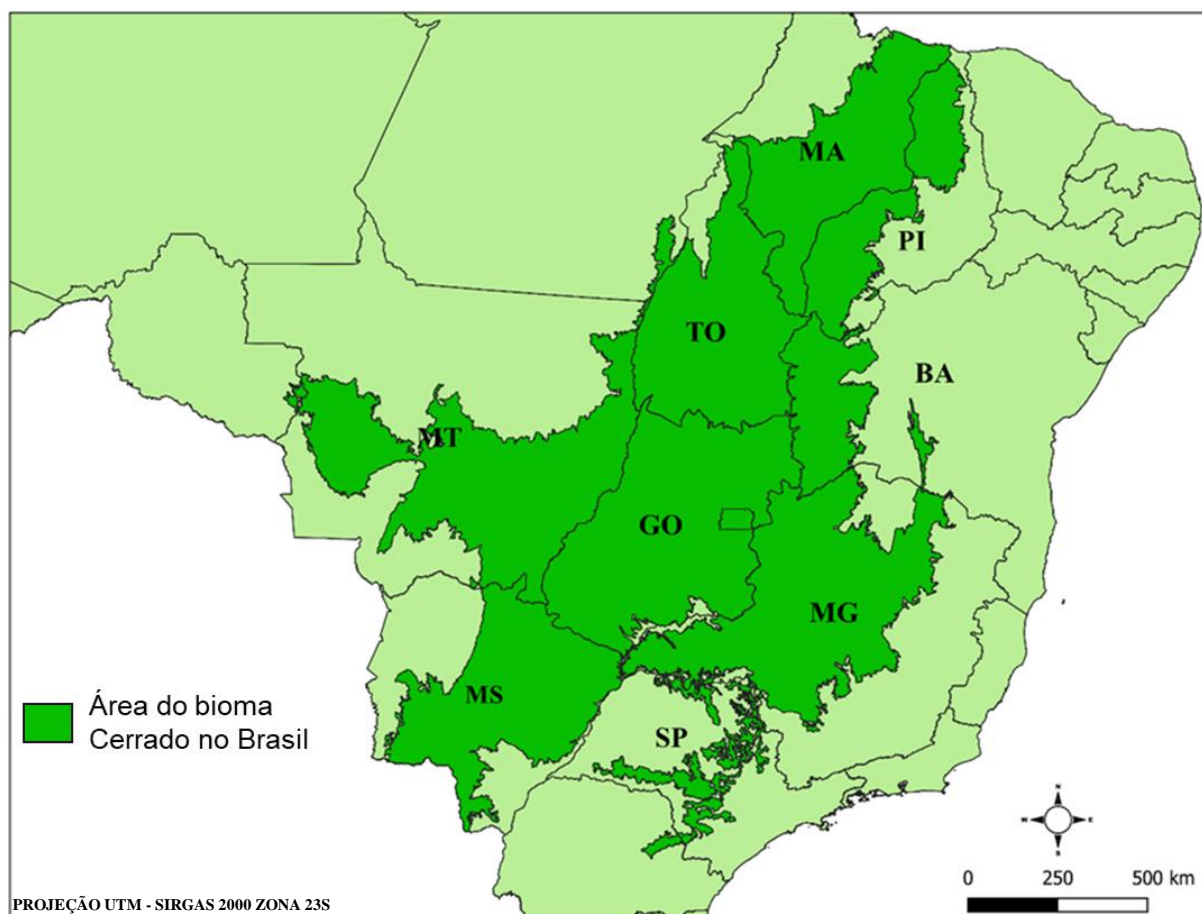 MA
PI
TO
BA
MT
GO
MG
MS
SP
Área do bioma
Cerrado no Brasil
N
W E
S
0 250 500 km
PROJEÇÃO UTM - SIRGAS 2000 ZONA 23S